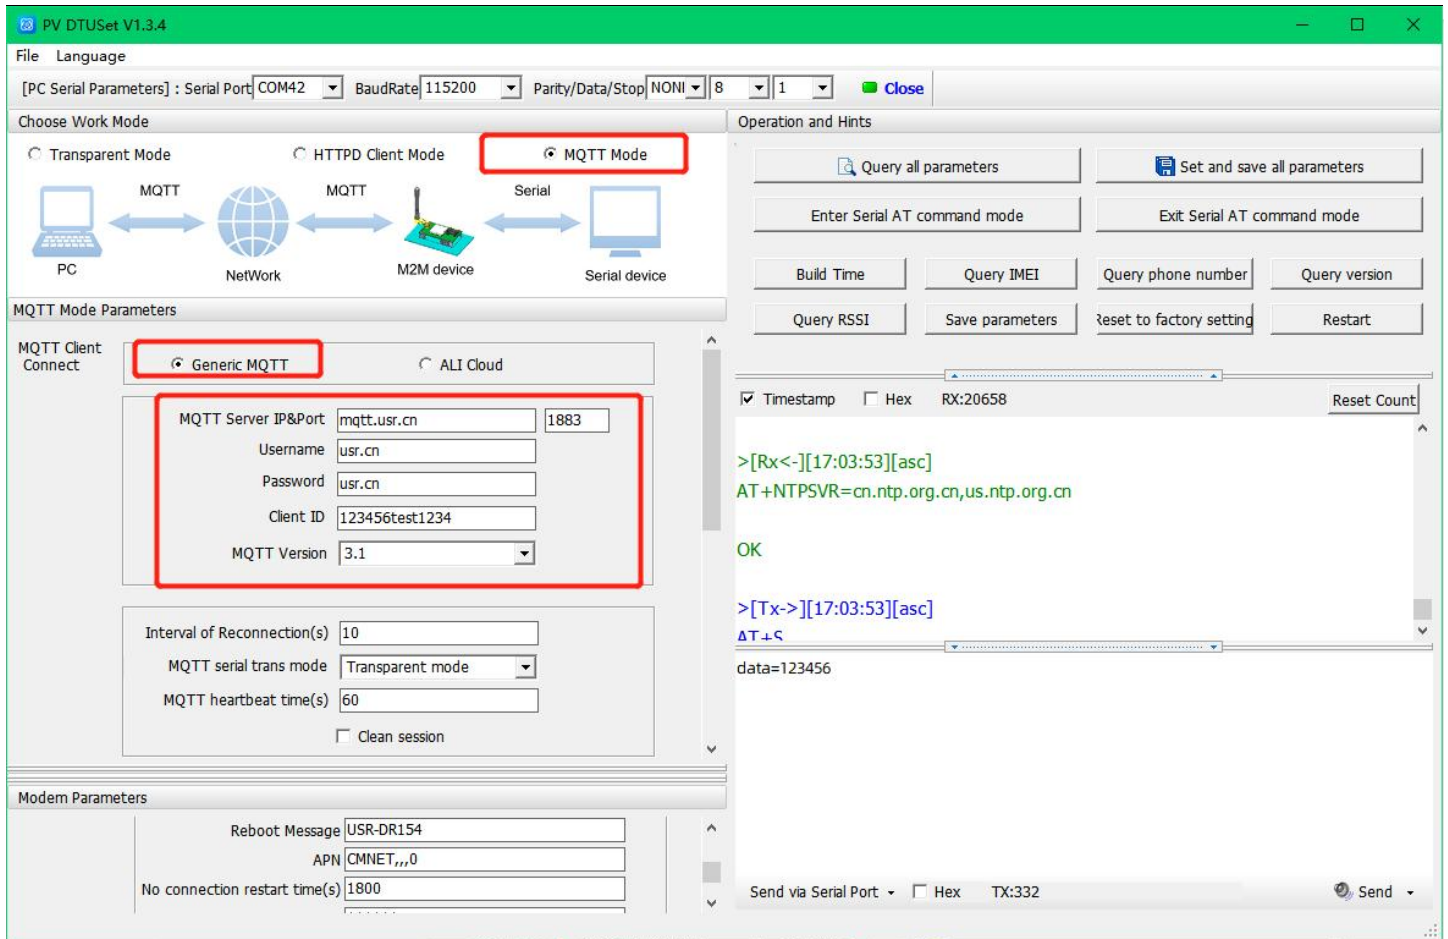 PV DTUSet V1.3.4
File Language
[PC Serial Parameters] : Serial Port COM42 BaudRate 115200 Parity/Data/Stop NONI 8 1 Close
Choose Work Mode
Transparent Mode HTTPD Client Mode MQTT Mode
MQTT MQTT Serial
PC NetWork M2M device Serial device
MQTT Mode Parameters
MQTT Client
Connect
Generic MQTT ALI Cloud
MQTT Server IP&Port mqtt.usr.cn 1883
Username usr.cn
Password usr.cn
Client ID 123456test1234
MQTT Version 3.1
Interval of Reconnection(s) 10
MQTT serial trans mode Transparent mode
MQTT heartbeat time(s) 60
Clean session
Modem Parameters
Reboot Message USR-DR154
APN CMNET,,,0
No connection restart time(s) 1800
Operation and Hints
Query all parameters Set and save all parameters
Enter Serial AT command mode Exit Serial AT command mode
Build Time Query IMEI Query phone number Query version
Query RSSI Save parameters Reset to factory setting Restart
Timestamp Hex RX:20658 Reset Count
>[Rx<-][17:03:53][asc]
AT+NTPSVR=cn.ntp.org.cn,us.ntp.org.cn
OK
>[Tx->][17:03:53][asc]
AT+S
data=123456
Send via Serial Port Hex TX:332 Send